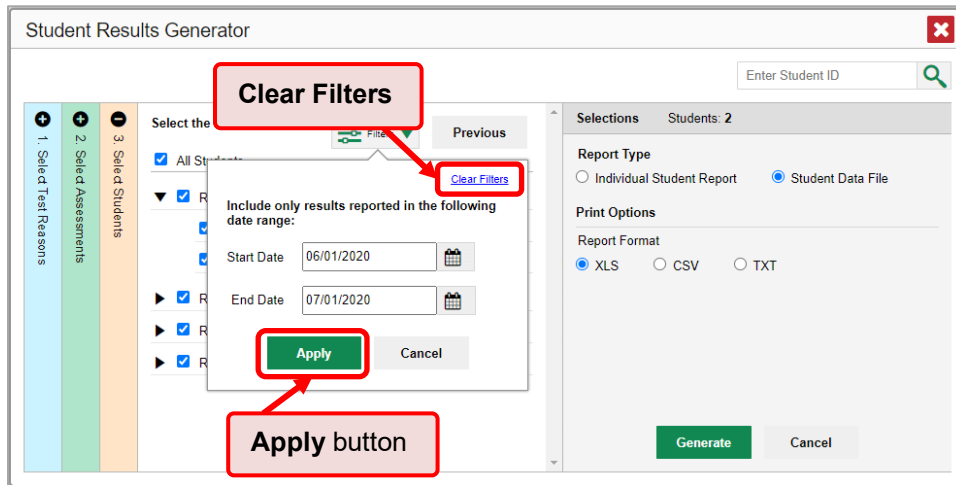 Student Results Generator
Enter Student ID
Clear Filters
1. Select Test Reasons
2. Select Assessments
3. Select Students
Select the
Filter
Previous
All Students
Clear Filters
R
Include only results reported in the following
date range:
Start Date 06/01/2020
End Date 07/01/2020
R
R
R
Apply
Cancel
Apply button
Selections Students: 2
Report Type
Individual Student Report Student Data File
Print Options
Report Format
XLS CSV TXT
Generate Cancel